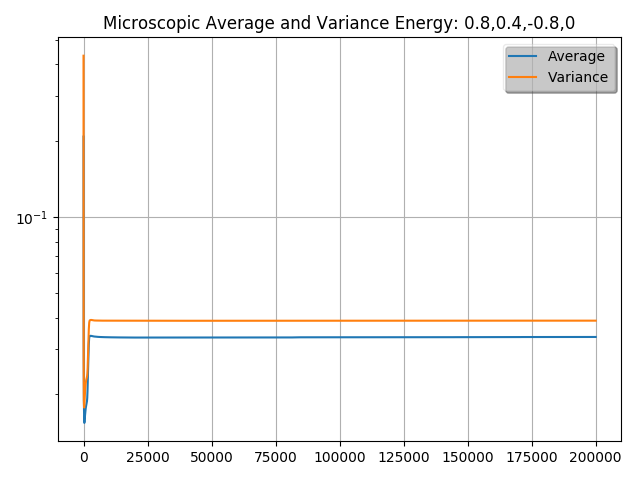 Microscopic Average and Variance Energy: 0.8,0.4,-0.8,0
Average
Variance
10⁻¹
0 25000 50000 75000 100000 125000 150000 175000 200000